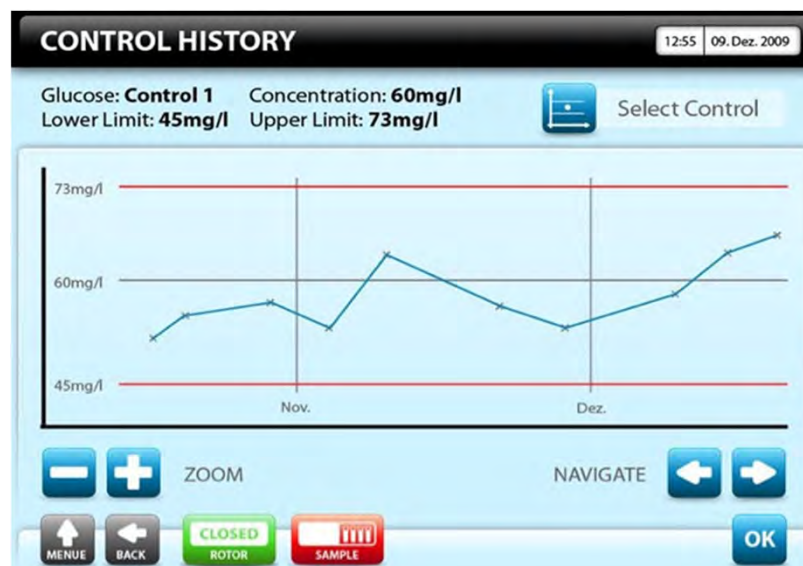 CONTROL HISTORY
12:55 09. Dez. 2009
Glucose: Control 1 Concentration: 60mg/l
Lower Limit: 45mg/l Upper Limit: 73mg/l
Select Control
73mg/l
60mg/l
45mg/l
Nov. Dez.
ZOOM NAVIGATE
MENUE BACK CLOSED ROTOR SAMPLE OK